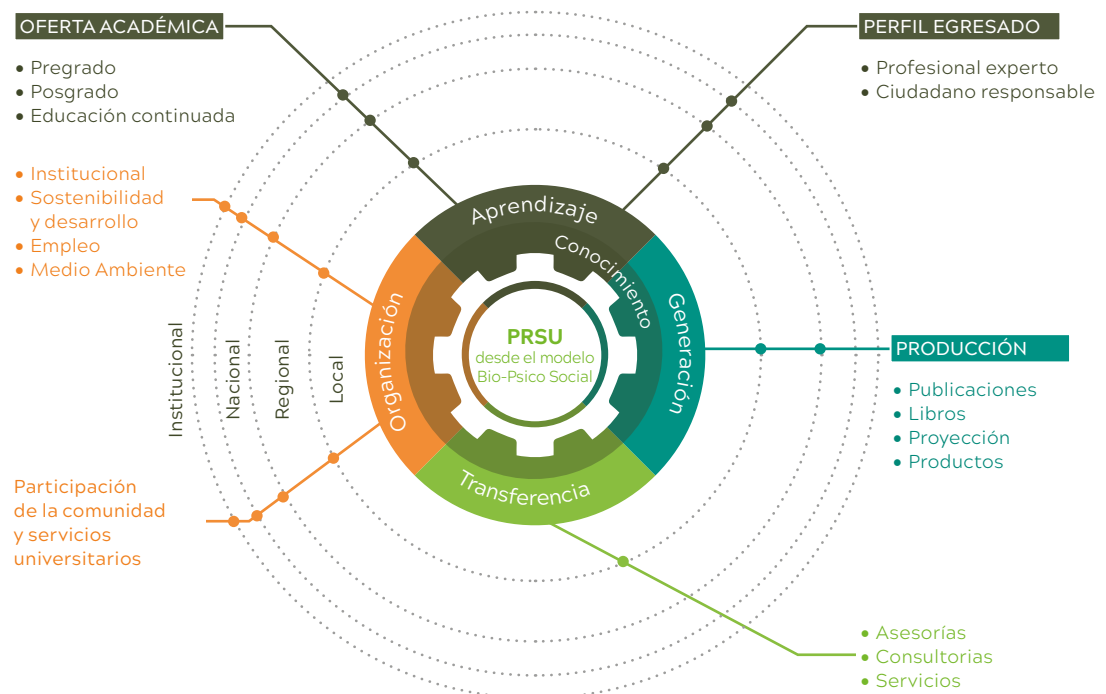 OFERTA ACADÉMICA
• Pregrado
• Posgrado
• Educación continuada
PERFIL EGRESADO
• Profesional experto
• Ciudadano responsable
• Institucional
• Sostenibilidad
y desarrollo
• Empleo
• Medio Ambiente
Aprendizaje
Conocimiento
Organización
Generación
Transferencia
PRSU
desde el modelo
Bio-Psico Social
Institucional
Nacional
Regional
Local
PRODUCCIÓN
• Publicaciones
• Libros
• Proyección
• Productos
Participación
de la comunidad
y servicios
universitarios
• Asesorías
• Consultorias
• Servicios